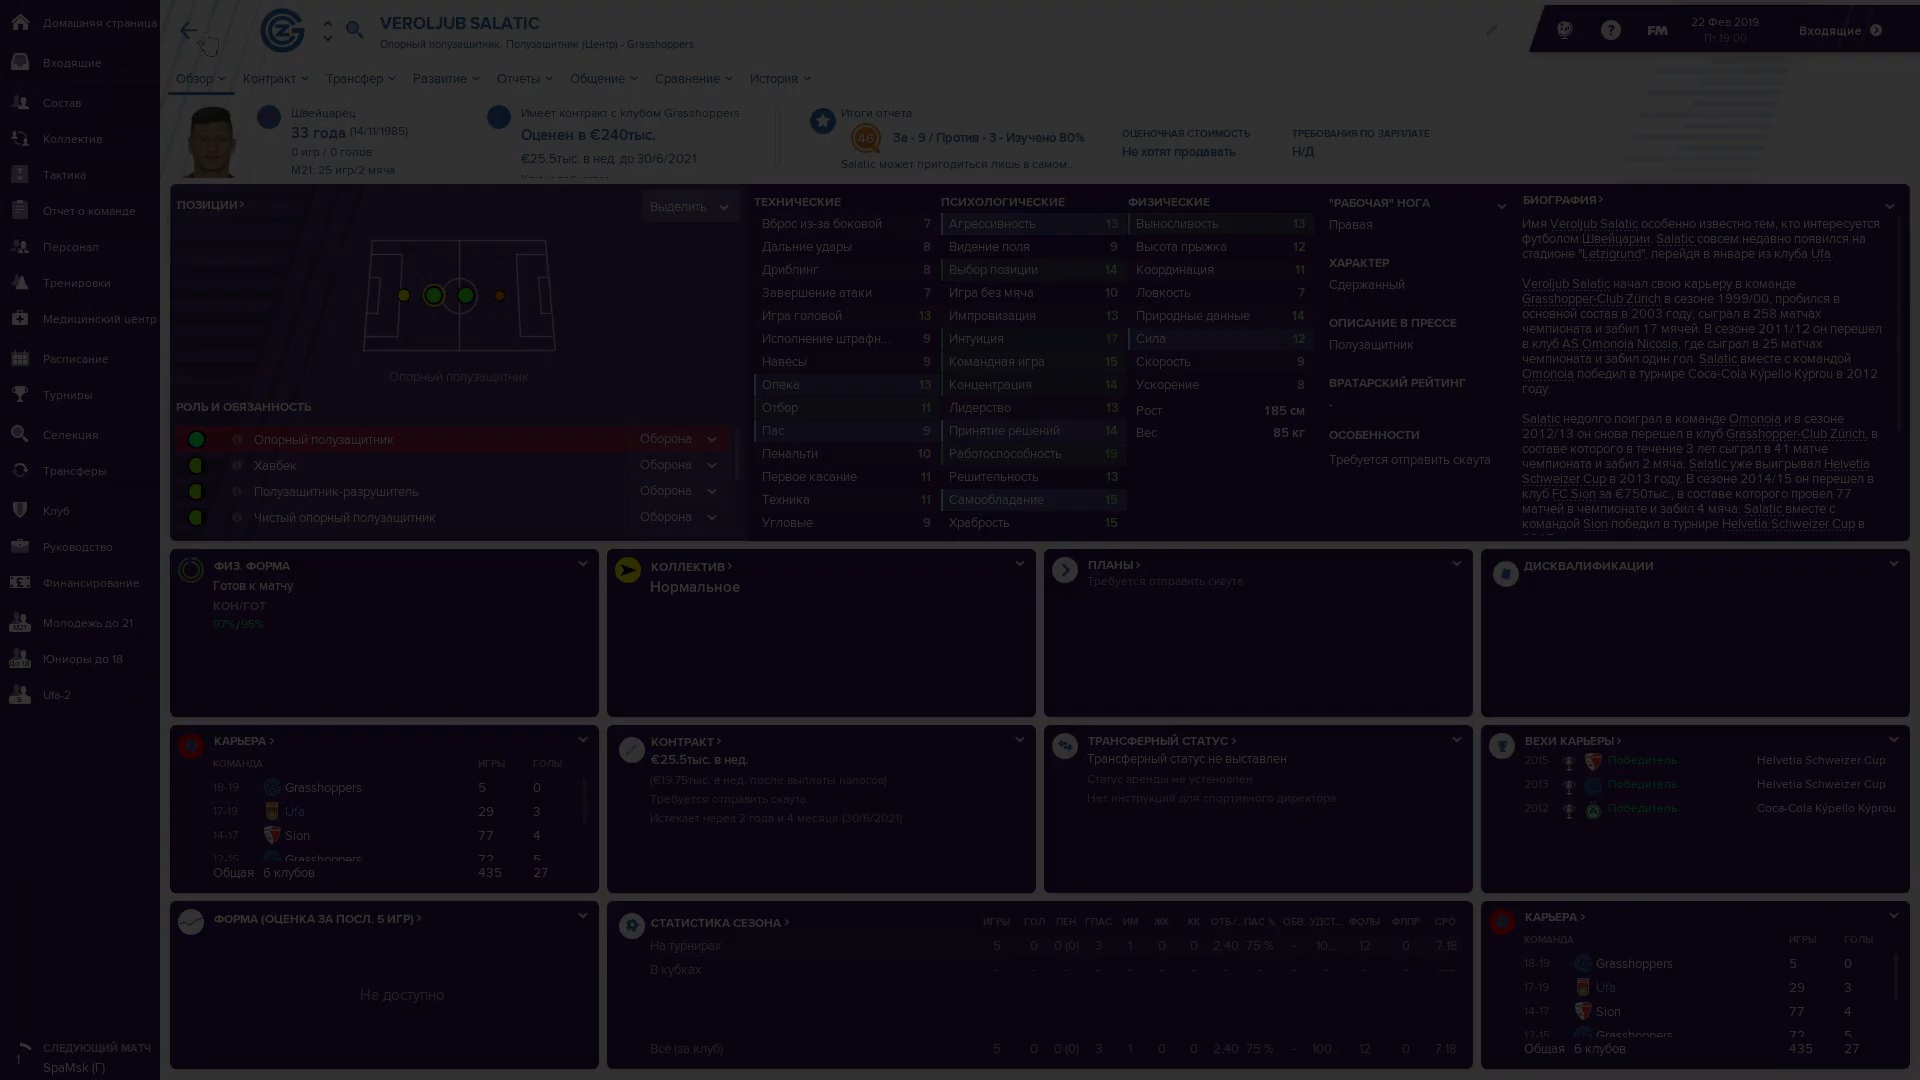 Домашняя страница
Входящие
Состав
Коллектив
Тактика
Отчет о команде
Персонал
Тренировки
Медицинский центр
Расписание
Турниры
Селекция
Трансферы
Клуб
Руководство
Финансирование
Молодежь до 21
Юниоры до 18
Ufa-2
СЛЕДУЮЩИЙ МАТЧ
SpaMsk (Г)
VEROLJUB SALATIC
Опорный полузащитник, Полузащитник (Центр) - Grasshoppers
FM
22 Фев 2019
Пт 19:00
Входящие
Обзор Контракт Трансфер Развитие Отчеты Общение Сравнение История
Швейцарец
33 года (14/11/1985)
0 игр / 0 голов
М21: 25 игр/2 мяча
Имеет контракт с клубом Grasshoppers
Оценен в €240тыс.
€25.5тыс. в нед. до 30/6/2021
Итоги отчета
46 За - 9 / Против - 3 - Изучено 80%
Salatic может пригодиться лишь в самом...
ОЦЕНОЧНАЯ СТОИМОСТЬ
Не хотят продавать
ТРЕБОВАНИЯ ПО ЗАРПЛАТЕ
Н/Д
ПОЗИЦИИ
Выделить
Опорный полузащитник
РОЛЬ И ОБЯЗАННОСТЬ
Опорный полузащитник Оборона
Хавбек Оборона
Полузащитник-разрушитель Оборона
Чистый опорный полузащитник Оборона
ТЕХНИЧЕСКИЕ
Вброс из-за боковой 7
Дальние удары 8
Дриблинг 8
Завершение атаки 7
Игра головой 13
Исполнение штрафн... 9
Навесы 9
Опека 13
Отбор 11
Пас 9
Пенальти 10
Первое касание 11
Техника 11
Угловые 9
ПСИХОЛОГИЧЕСКИЕ
Агрессивность 13
Видение поля 9
Выбор позиции 14
Игра без мяча 10
Импровизация 13
Интуиция 17
Командная игра 15
Концентрация 14
Лидерство 13
Принятие решений 14
Работоспособность 19
Решительность 13
Самообладание 15
Храбрость 15
ФИЗИЧЕСКИЕ
Выносливость 13
Высота прыжка 12
Координация 11
Ловкость 7
Природные данные 14
Сила 12
Скорость 9
Ускорение 8
Рост 185 см
Вес 85 кг
"РАБОЧАЯ" НОГА
Правая
ХАРАКТЕР
Сдержанный
ОПИСАНИЕ В ПРЕССЕ
Полузащитник
ВРАТАРСКИЙ РЕЙТИНГ
-
ОСОБЕННОСТИ
Требуется отправить скаута
БИОГРАФИЯ
Имя Veroljub Salatic особенно известно тем, кто интересуется
футболом Швейцарии. Salatic совсем недавно появился на
стадионе "Letzigrund", перейдя в январе из клуба Ufa.
Veroljub Salatic начал свою карьеру в команде
Grasshopper-Club Zürich в сезоне 1999/00, пробился в
основной состав в 2003 году, сыграл в 258 матчах
чемпионата и забил 17 мячей. В сезоне 2011/12 он перешел
в клуб AS Omonoia Nicosia, где сыграл в 25 матчах
чемпионата и забил один гол. Salatic вместе с командой
Omonoia победил в турнире Coca-Cola Kýpello Kýprou в 2012
году.
Salatic недолго поиграл в команде Omonoia и в сезоне
2012/13 он снова перешел в клуб Grasshopper-Club Zürich, в
составе которого в течение 3 лет сыграл в 41 матче
чемпионата и забил 2 мяча. Salatic уже выигрывал Helvetia
Schweizer Cup в 2013 году. В сезоне 2014/15 он перешел в
клуб FC Sion за €750тыс., в составе которого провел 77
матчей в чемпионате и забил 4 мяча. Salatic вместе с
командой Sion победил в турнире Helvetia Schweizer Cup в
ФИЗ. ФОРМА
Готов к матчу
КОН/ГОТ
97%/95%
КОЛЛЕКТИВ
Нормальное
ПЛАНЫ
Требуется отправить скаута
ДИСКВАЛИФИКАЦИИ
КАРЬЕРА
КОМАНДА ИГРЫ ГОЛЫ
18-19 Grasshoppers 5 0
17-19 Ufa 29 3
14-17 Sion 77 4
12-15 Grasshoppers 72 5
Общая 6 клубов 435 27
КОНТРАКТ
€25.5тыс. в нед.
(€19.75тыс. в нед. после выплаты налогов)
Требуется отправить скаута
Истекает через 2 года и 4 месяца (30/6/2021)
ТРАНСФЕРНЫЙ СТАТУС
Трансферный статус не выставлен
Статус аренды не установлен
Нет инструкций для спортивного директора
ВЕХИ КАРЬЕРЫ
2015 Победитель Helvetia Schweizer Cup
2013 Победитель Helvetia Schweizer Cup
2012 Победитель Coca-Cola Kýpello Kýprou
ФОРМА (ОЦЕНКА ЗА ПОСЛ. 5 ИГР)
Не доступно
СТАТИСТИКА СЕЗОНА ИГРЫ ГОЛ ПЕН ГПАС ИМ ЖК КК ОТБ/.. ПАС % ОБВ. УДСТ... ФОЛЫ ФЛПР СРО
На турнирах 5 0 0 (0) 3 1 0 0 2.40 75 % - 10... 12 0 7.18
В кубках - - - - - - - - - - - - - ----
Все (за клуб) 5 0 0 (0) 3 1 0 0 2.40 75 % - 100... 12 0 7.18
КАРЬЕРА
КОМАНДА ИГРЫ ГОЛЫ
18-19 Grasshoppers 5 0
17-19 Ufa 29 3
14-17 Sion 77 4
12-15 Grasshoppers 72 5
Общая 6 клубов 435 27